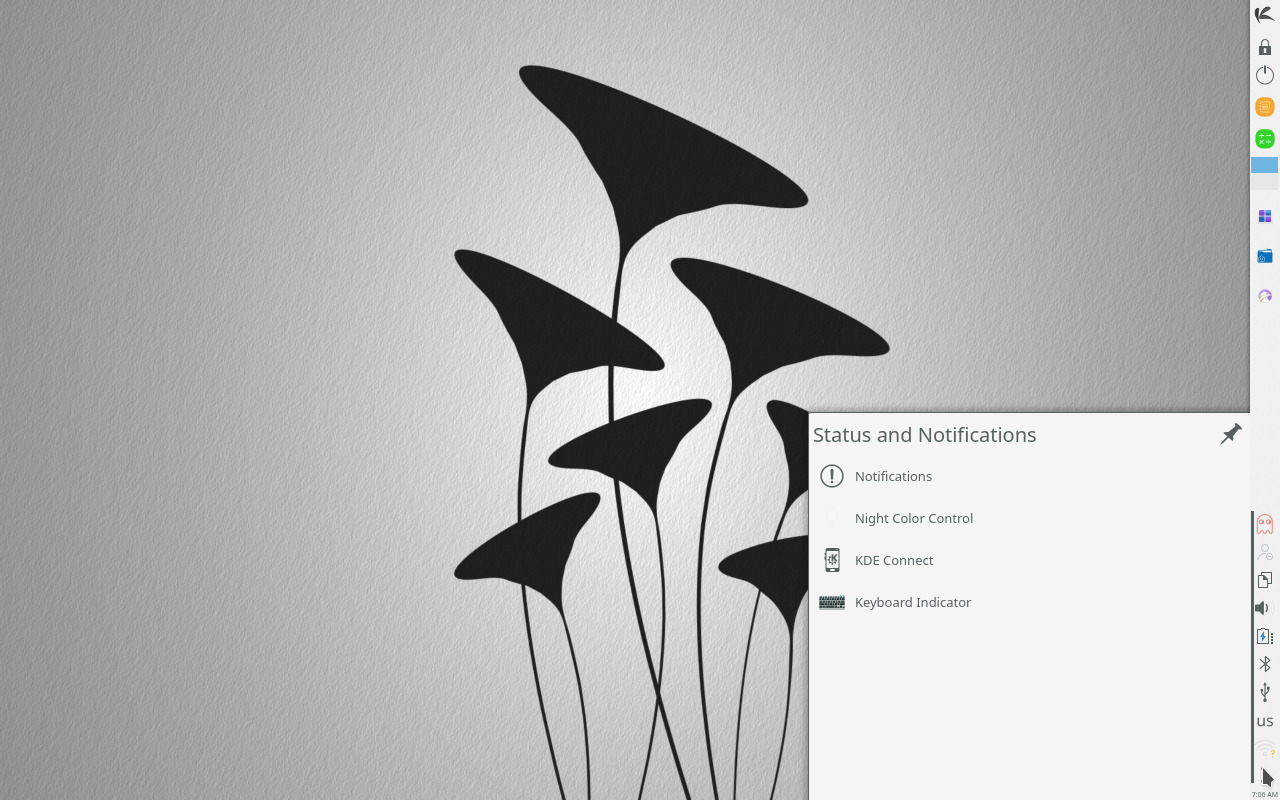 Status and Notifications
Notifications
Night Color Control
KDE Connect
Keyboard Indicator
US
7:06 AM